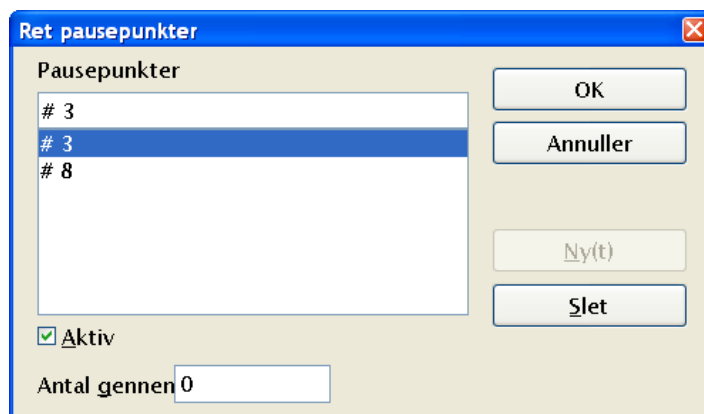 Ret pausepunkter
Pausepunkter
# 3
# 3
# 8
OK
Annuller
Ny(t)
Slet
Aktiv
Antal gennen 0